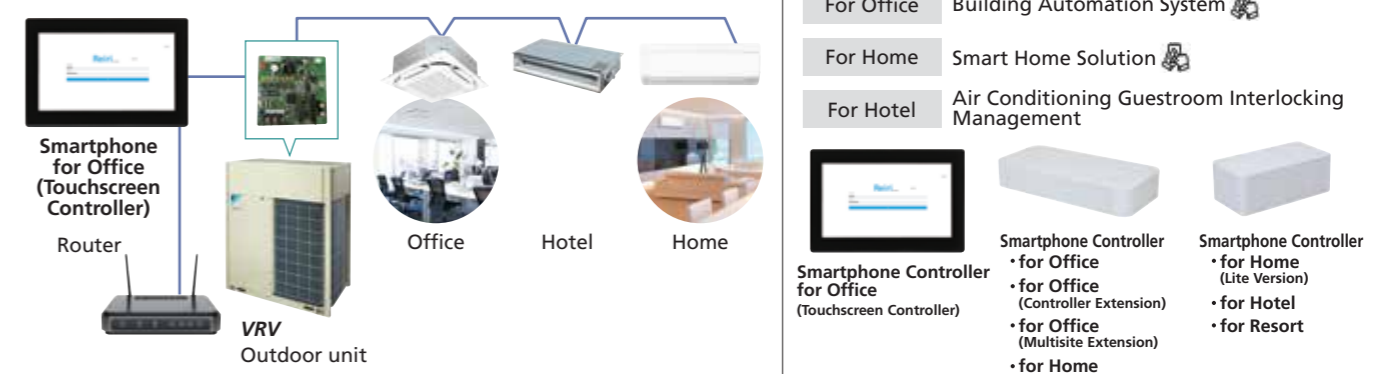 Smartphone
for Office
(Touchscreen
Controller)
Router
VRV
Outdoor unit
Office
Hotel
Home
For Office
Building Automation System
For Home
Smart Home Solution
For Hotel
Air Conditioning Guestroom Interlocking
Management
Reiri
Smartphone Controller
for Office
(Touchscreen Controller)
Smartphone Controller
• for Office
• for Office
(Controller Extension)
• for Office
(Multisite Extension)
• for Home
Smartphone Controller
• for Home
(Lite Version)
• for Hotel
• for Resort